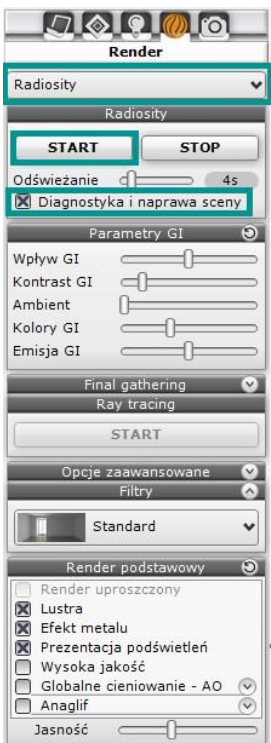 Render
Radiosity
Radiosity
START STOP
Odświeżanie 4s
Diagnostyka i naprawa sceny
Parametry GI
Wpływ GI
Kontrast GI
Ambient
Kolory GI
Emisja GI
Final gathering
Ray tracing
START
Opcje zaawansowane
Filtry
Standard
Render podstawowy
Render uproszczony
Lustra
Efekt metalu
Prezentacja podświetleń
Wysoka jakość
Globalne cieniowanie - AO
Anaglif
Jasność